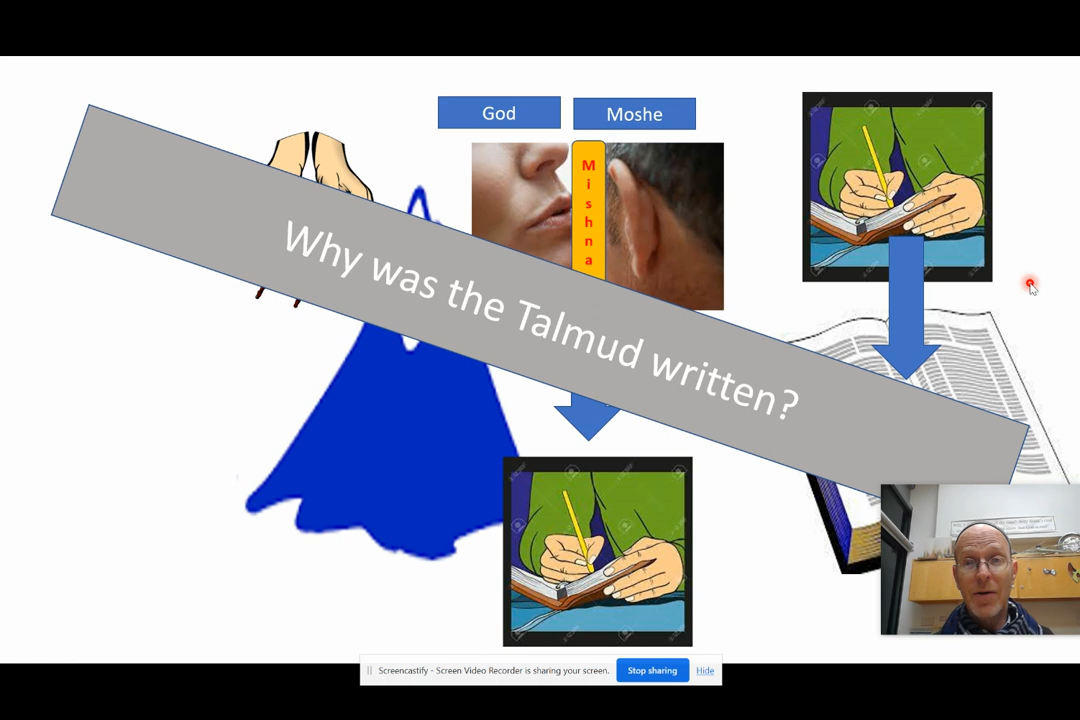 God
Moshe
Mishna
Why was the Talmud written?
Screencastify - Screen Video Recorder is sharing your screen.
Stop sharing
Hide